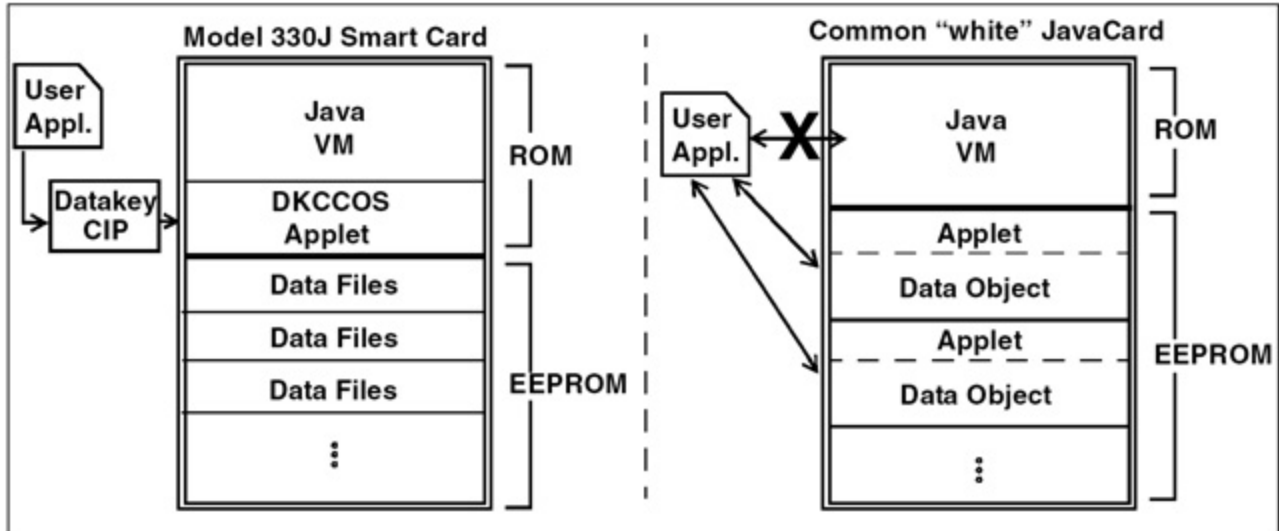 Model 330J Smart Card
User
Appl.
Datakey
CIP
Java
VM
DKCCOS
Applet
Data Files
Data Files
Data Files
ROM
EEPROM
Common “white” JavaCard
User
Appl.
X
Java
VM
Applet
Data Object
Applet
Data Object
ROM
EEPROM